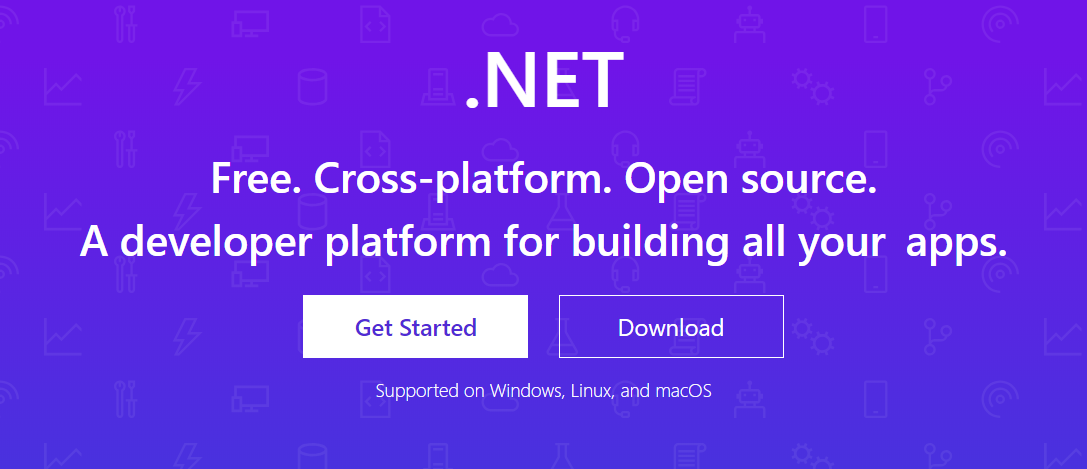 .NET
Free. Cross-platform. Open source.
A developer platform for building all your apps.
Get Started
Download
Supported on Windows, Linux, and macOS